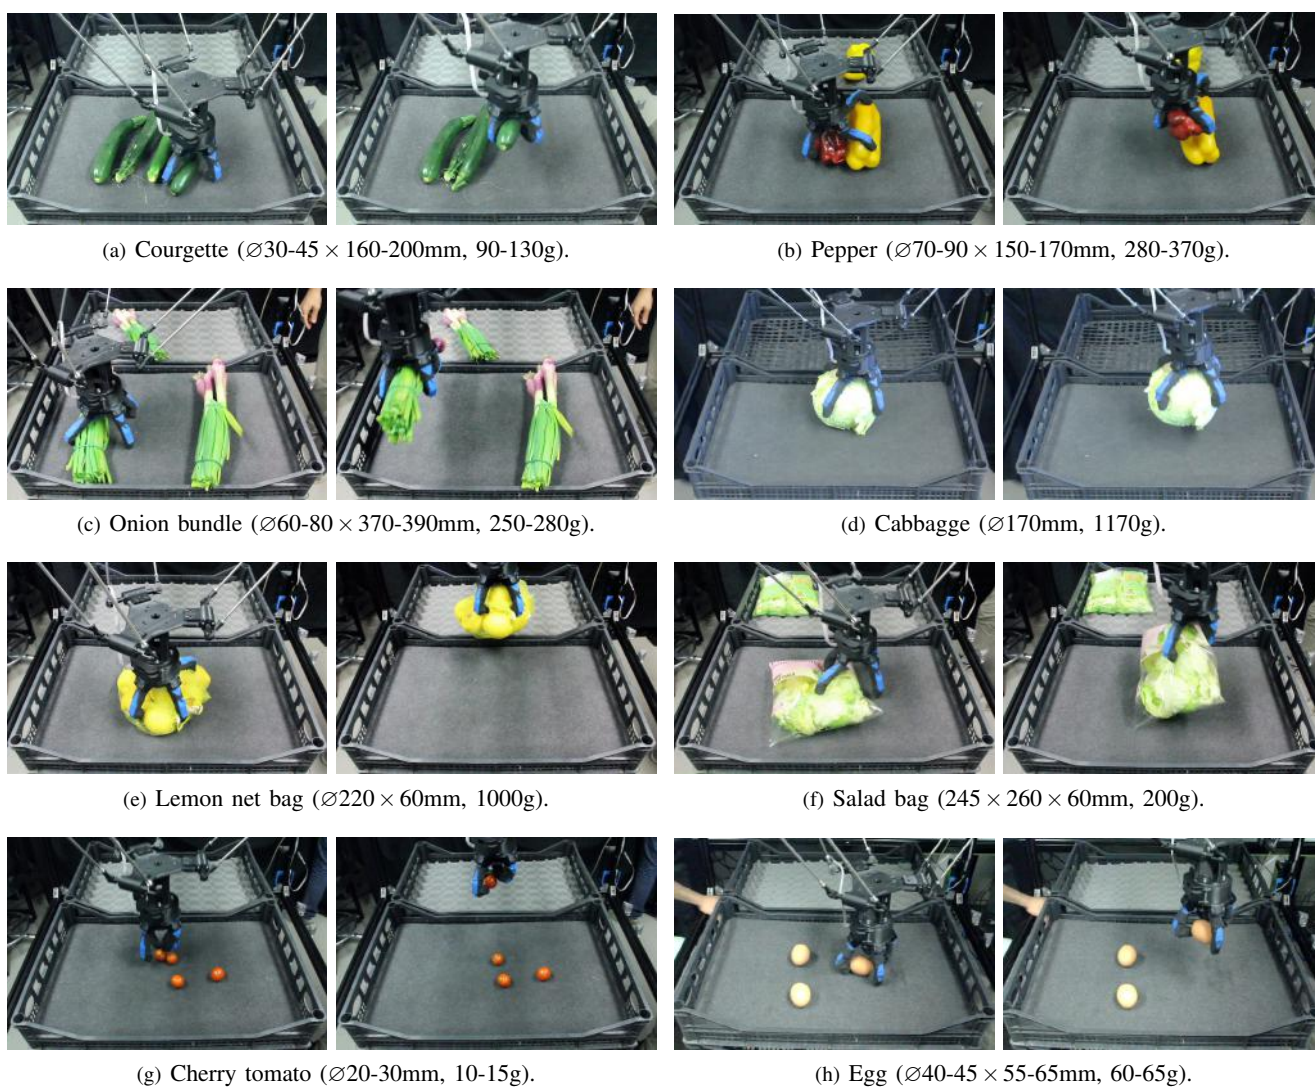 (a) Courgette (∅30-45 × 160-200mm, 90-130g).
(b) Pepper (∅70-90 × 150-170mm, 280-370g).
(c) Onion bundle (∅60-80 × 370-390mm, 250-280g).
(d) Cabbagge (∅170mm, 1170g).
(e) Lemon net bag (∅220 × 60mm, 1000g).
(f) Salad bag (245 × 260 × 60mm, 200g).
(g) Cherry tomato (∅20-30mm, 10-15g).
(h) Egg (∅40-45 × 55-65mm, 60-65g).